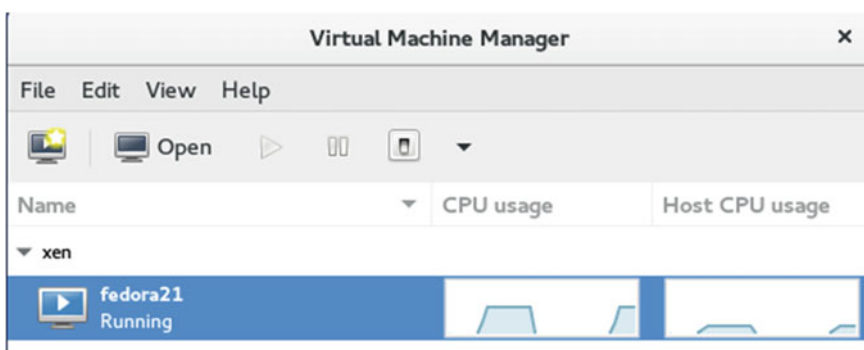 Virtual Machine Manager
File Edit View Help
Open
Name CPU usage Host CPU usage
xen
fedora21
Running